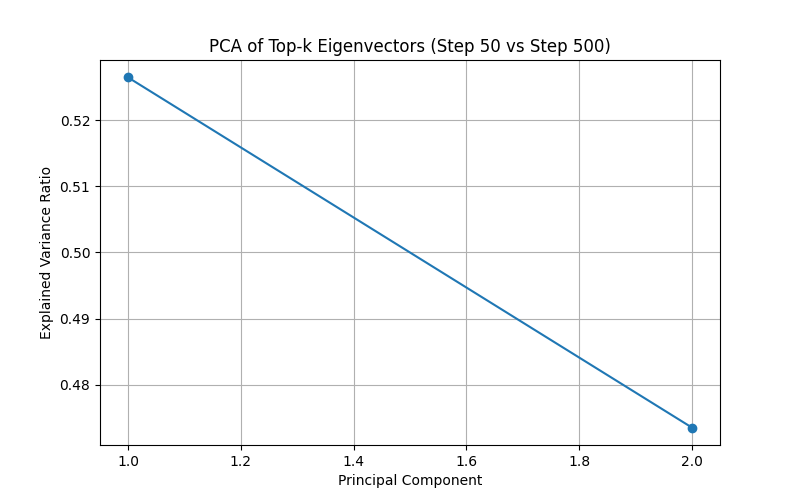 PCA of Top-k Eigenvectors (Step 50 vs Step 500)
Explained Variance Ratio
0.52
0.51
0.50
0.49
0.48
1.0 1.2 1.4 1.6 1.8 2.0
Principal Component